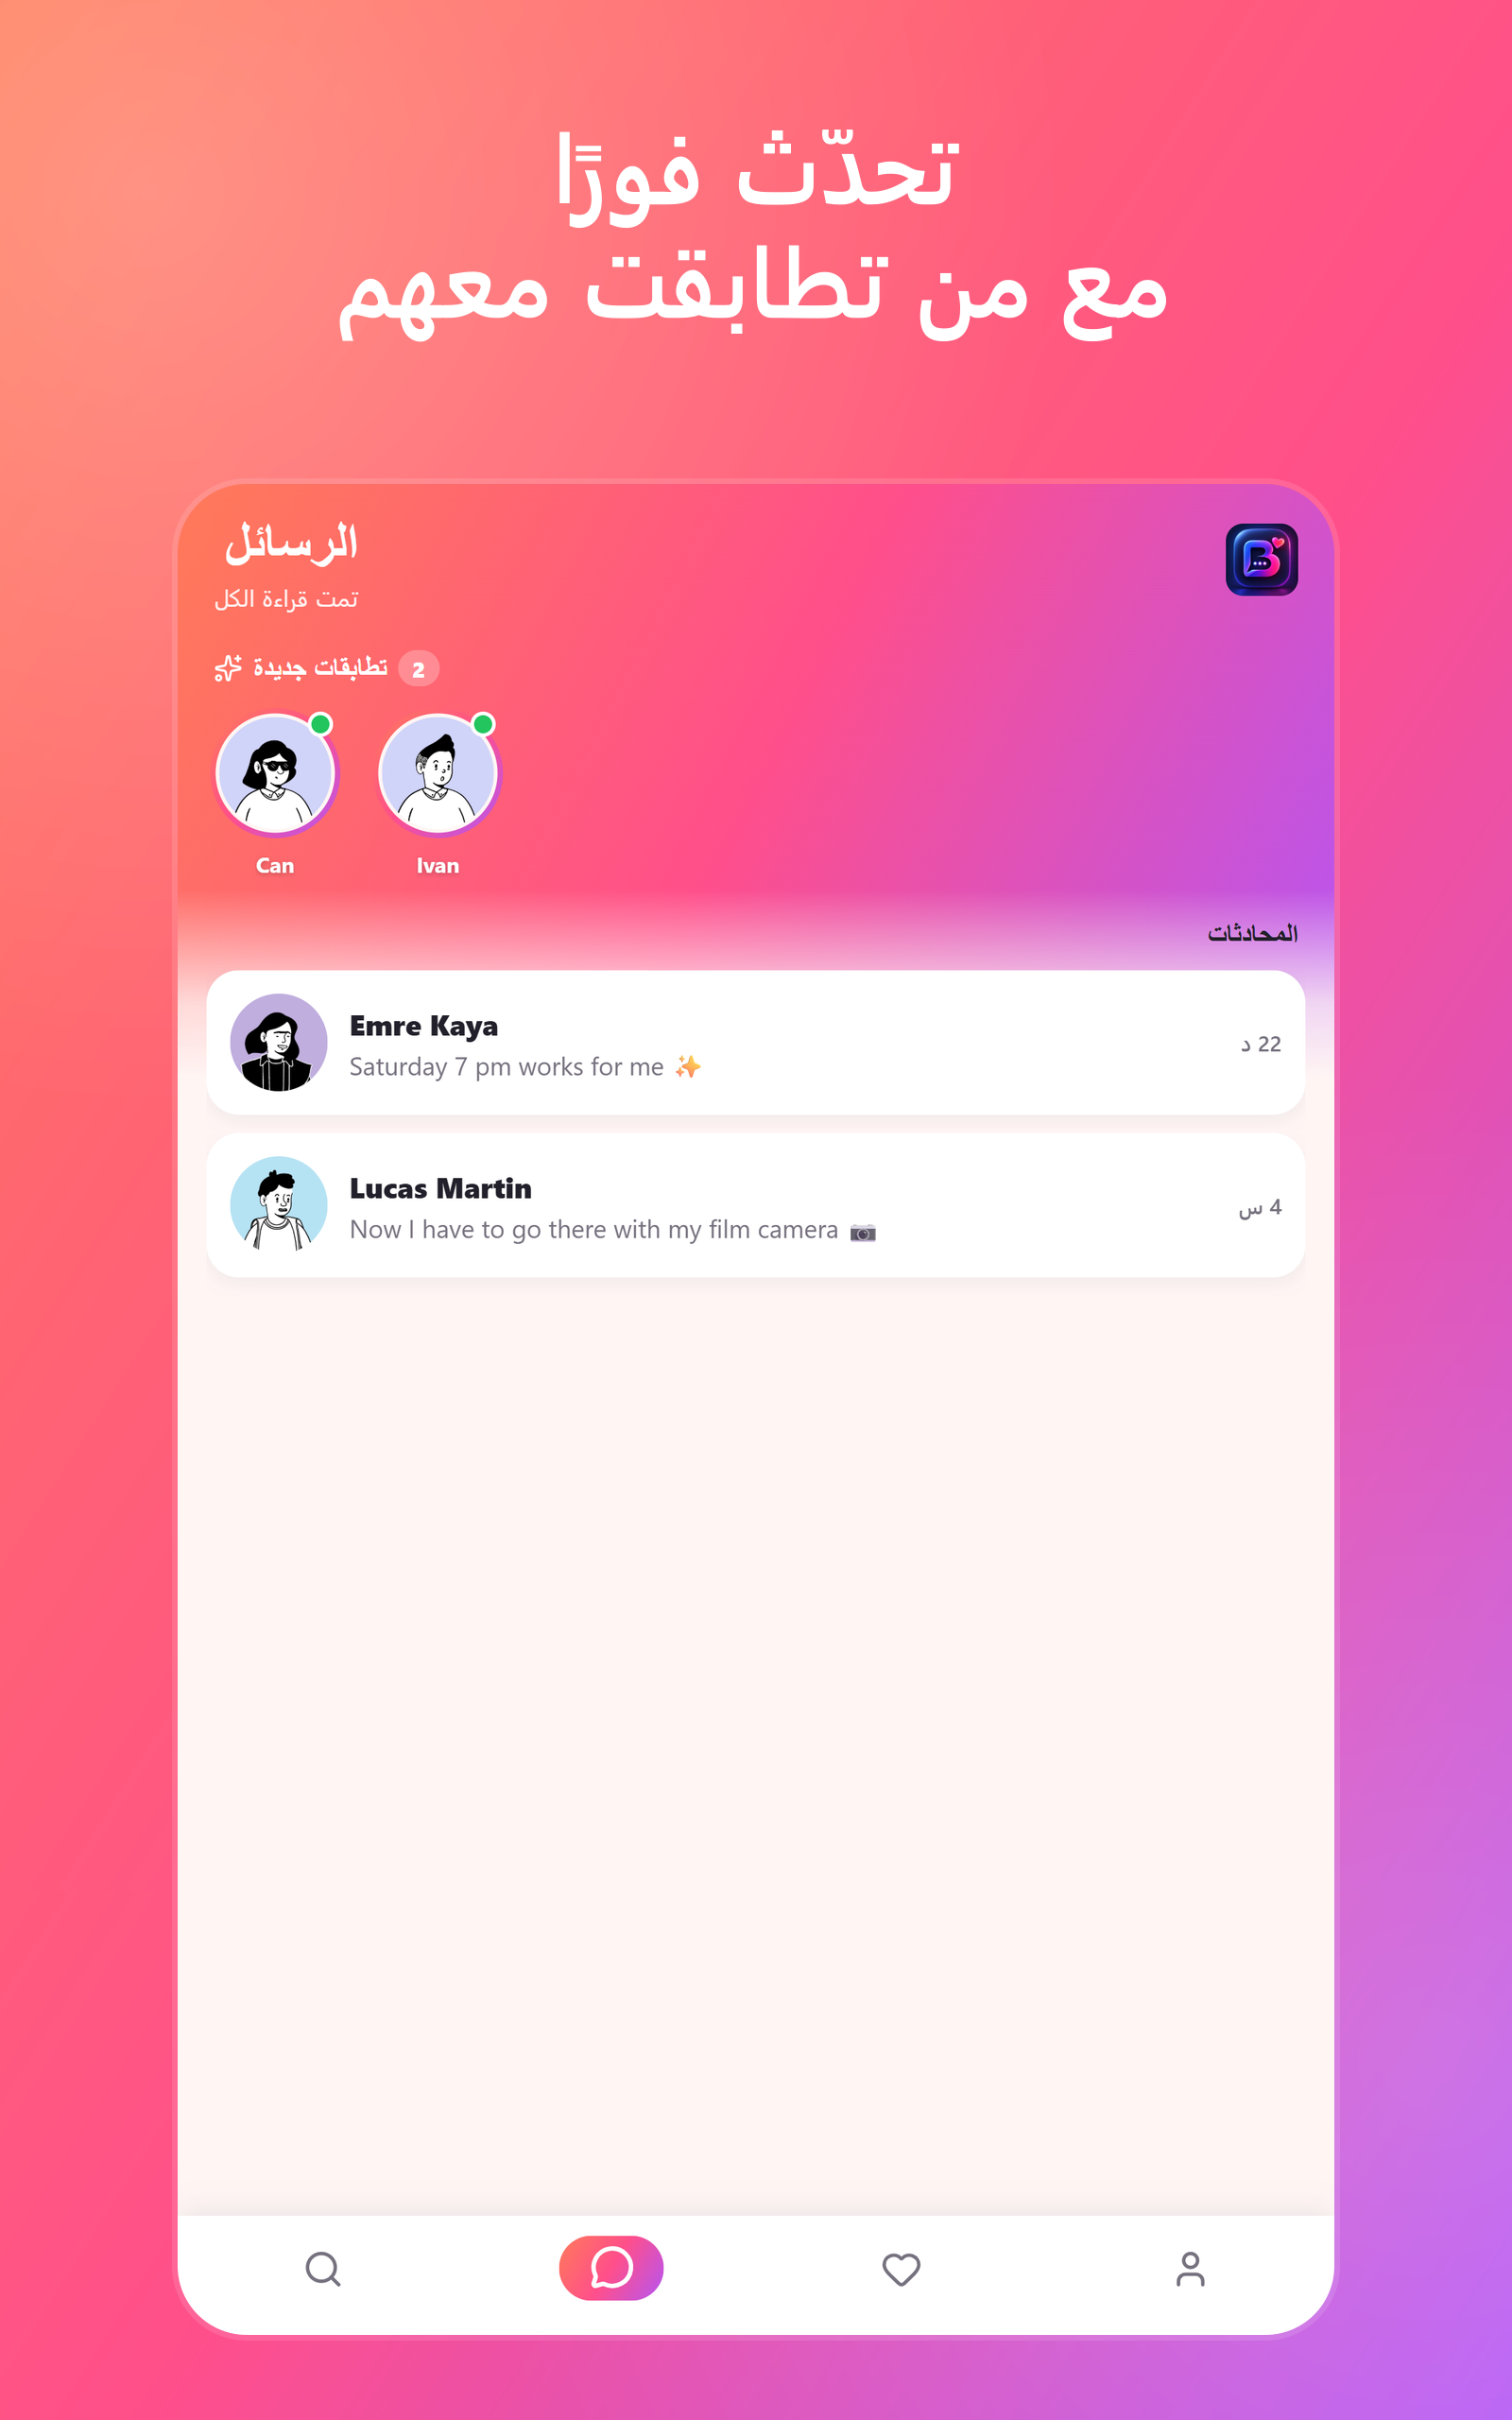 تحدّث فورًا
مع من تطابقت معهم
الرسائل
تمت قراءة الكل
تطابقات جديدة 2
Can
Ivan
المحادثات
Emre Kaya
Saturday 7 pm works for me ✨
22 د
Lucas Martin
Now I have to go there with my film camera 📷
4 س